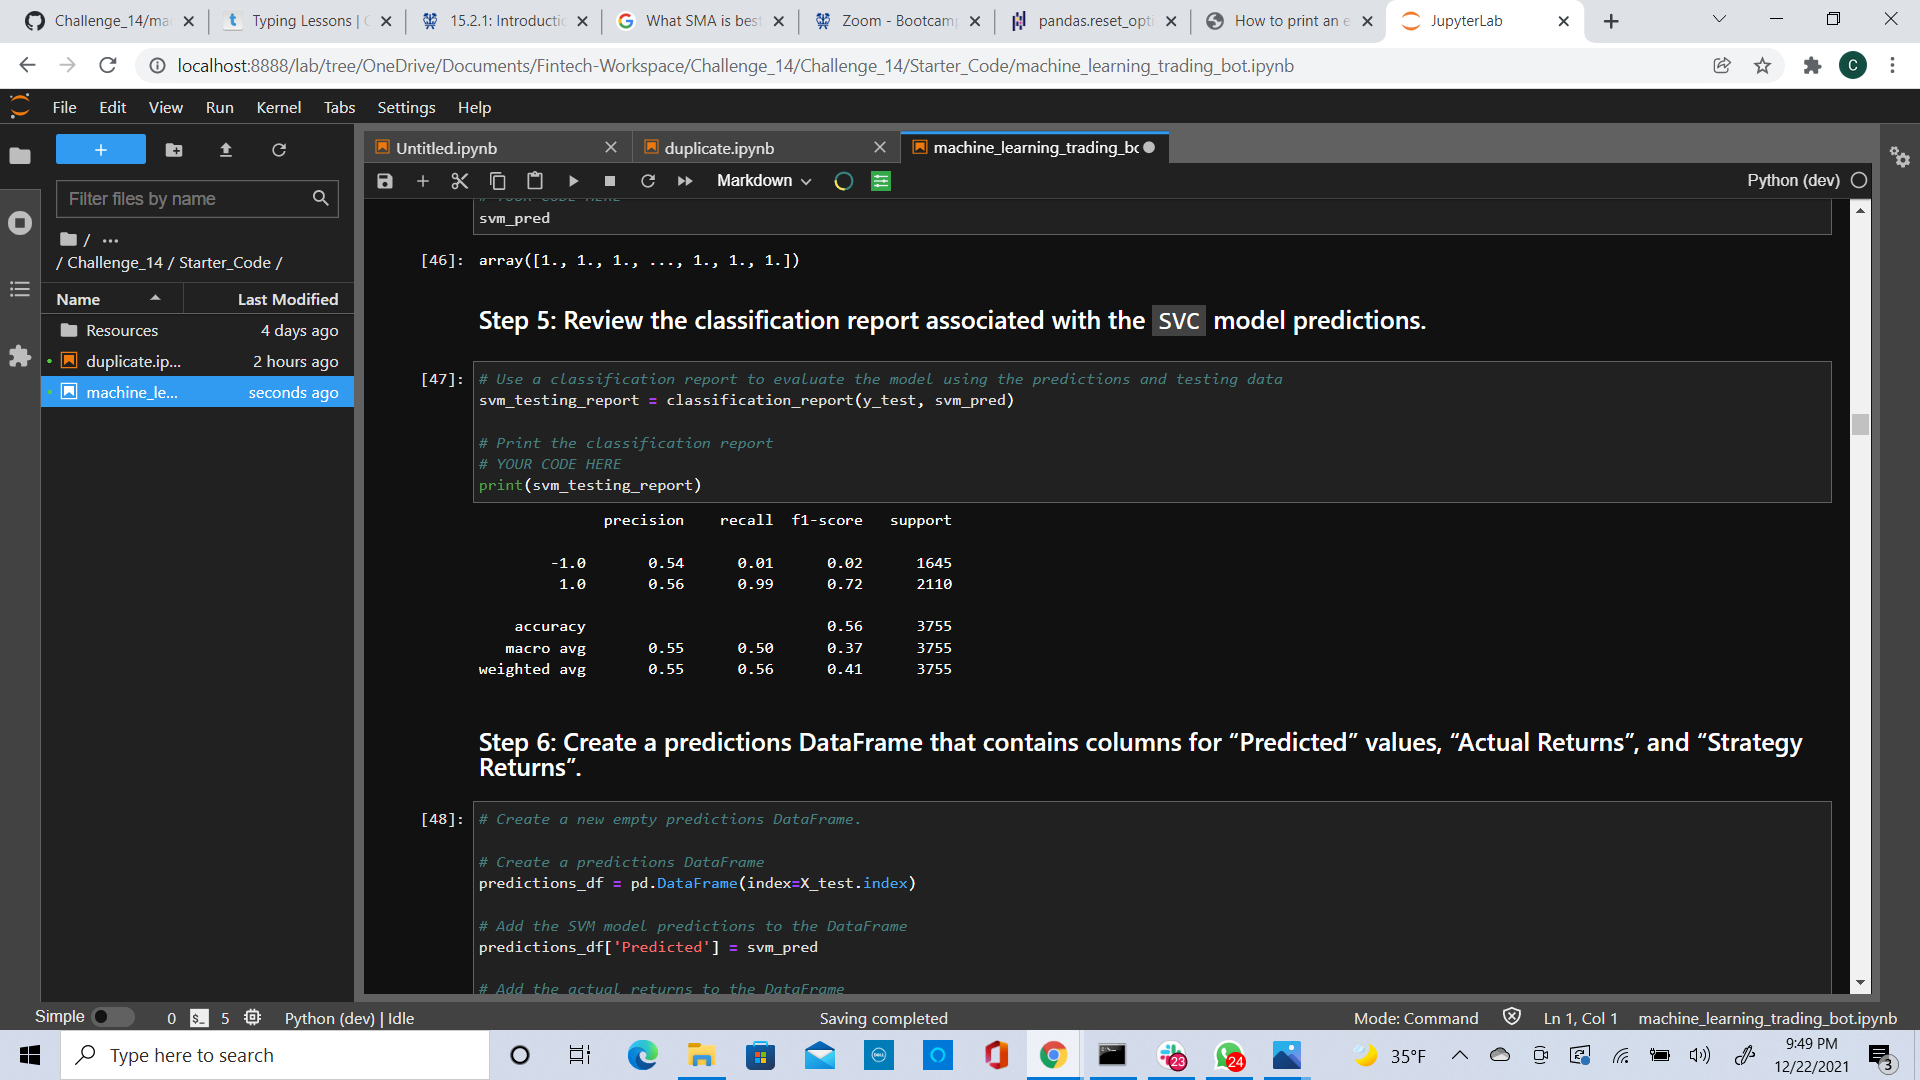 Challenge_14/ma
Typing Lessons | C
15.2.1: Introductic
What SMA is best
Zoom - Bootcamp
pandas.reset_opti
How to print an e
JupyterLab
localhost:8888/lab/tree/OneDrive/Documents/Fintech-Workspace/Challenge_14/Challenge_14/Starter_Code/machine_learning_trading_bot.ipynb
C
File Edit View Run Kernel Tabs Settings Help
Untitled.ipynb
duplicate.ipynb
machine_learning_trading_bc
Filter files by name
Markdown
Python (dev)
/ ...
/ Challenge_14 / Starter_Code /
Name Last Modified
Resources 4 days ago
duplicate.ip... 2 hours ago
machine_le... seconds ago
# YOUR CODE HERE
svm_pred
[46]: array([1., 1., 1., ..., 1., 1., 1.])
Step 5: Review the classification report associated with the SVC model predictions.
[47]: # Use a classification report to evaluate the model using the predictions and testing data
svm_testing_report = classification_report(y_test, svm_pred)
# Print the classification report
# YOUR CODE HERE
print(svm_testing_report)
precision recall f1-score support
-1.0 0.54 0.01 0.02 1645
1.0 0.56 0.99 0.72 2110
accuracy 0.56 3755
macro avg 0.55 0.50 0.37 3755
weighted avg 0.55 0.56 0.41 3755
Step 6: Create a predictions DataFrame that contains columns for “Predicted” values, “Actual Returns”, and “Strategy
Returns”.
[48]: # Create a new empty predictions DataFrame.
# Create a predictions DataFrame
predictions_df = pd.DataFrame(index=X_test.index)
# Add the SVM model predictions to the DataFrame
predictions_df['Predicted'] = svm_pred
# Add the actual returns to the DataFrame
Simple 0 $_ 5 Python (dev) | Idle
Saving completed
Mode: Command Ln 1, Col 1 machine_learning_trading_bot.ipynb
Type here to search
DELL
23
24
35°F
9:49 PM
12/22/2021
3